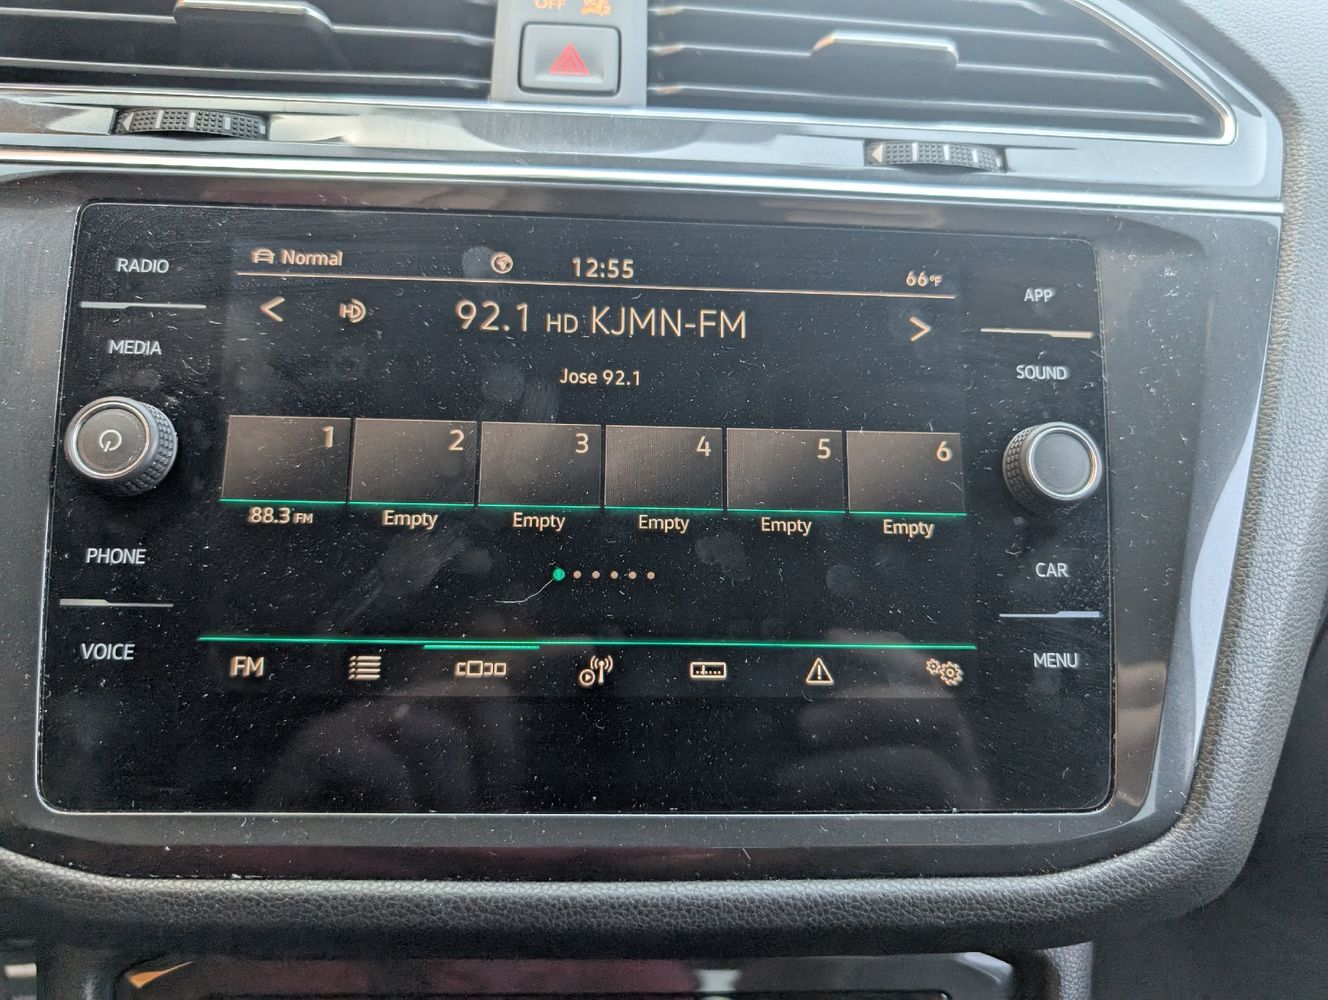 OFF
RADIO
MEDIA
PHONE
VOICE
Normal
12:55
66°F
HD
92.1 HD KJMN-FM
Jose 92.1
1 2 3 4 5 6
88.3 FM Empty Empty Empty Empty Empty
FM
APP
SOUND
CAR
MENU